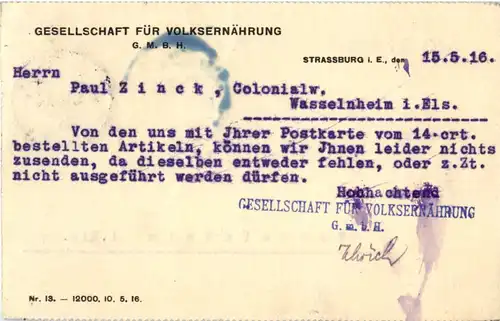 GESELLSCHAFT FÜR VOLKSERNÄHRUNG
G. M. B. H.
STRASSBURG i. E., den 15.5.16.
Herrn
Paul Z i n c k , Colonialw.
Wasselnheim i.Els.
Von den uns mit Jhrer Postkarte vom 14.crt.
bestellten Artikeln, können wir Jhnen leider nichts
zusenden, da dieselben entweder fehlen, oder z.Zt.
nicht ausgeführt werden dürfen.
Hochachtend
GESELLSCHAFT FÜR VOLKSERNÄHRUNG
G. m. b. H.
Nr. 13. — 12000, 10. 5. 16.